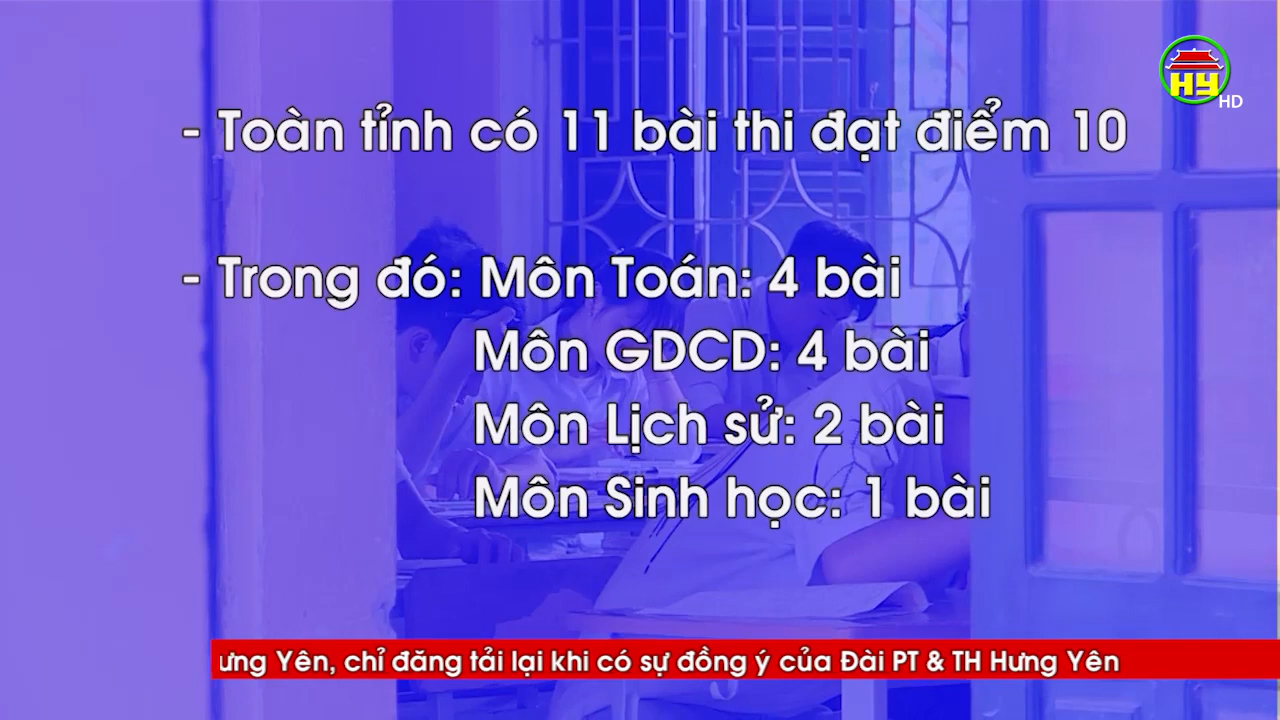 HY
HD
- Toàn tỉnh có 11 bài thi đạt điểm 10
- Trong đó: Môn Toán: 4 bài
Môn GDCD: 4 bài
Môn Lịch sử: 2 bài
Môn Sinh học: 1 bài
ưng Yên, chỉ đăng tải lại khi có sự đồng ý của Đài PT & TH Hưng Yên